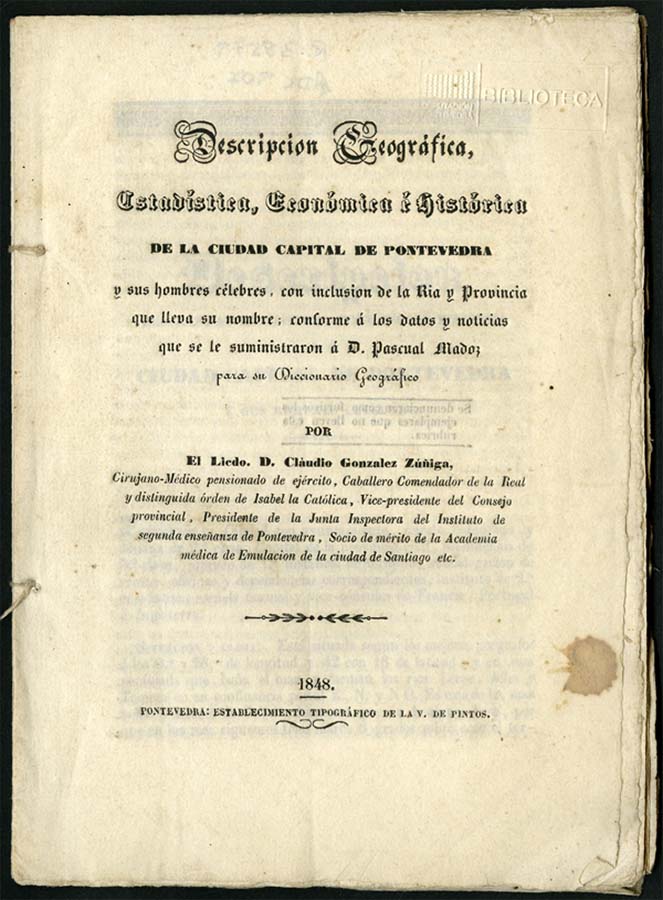 BIBLIOTECA
Descripcion Geográfica,
Estadística, Económica é Histórica
DE LA CIUDAD CAPITAL DE PONTEVEDRA
y sus hombres célebres, con inclusion de la Ria y Provincia
que lleva su nombre; conforme á los datos y noticias
que se le suministraron á D. Pascual Madoz
para su Diccionario Geográfico
POR
El Licdo. D. Cláudio Gonzalez Zúñiga,
Cirujano-Médico pensionado de ejército, Caballero Comendador de la Real
y distinguida órden de Isabel la Católica, Vice-presidente del Consejo
provincial, Presidente de la Junta Inspectora del Instituto de
segunda enseñanza de Pontevedra, Socio de mérito de la Academia
médica de Emulacion de la ciudad de Santiago etc.
1848.
PONTEVEDRA: ESTABLECIMIENTO TIPOGRÁFICO DE LA V. DE PINTOS.